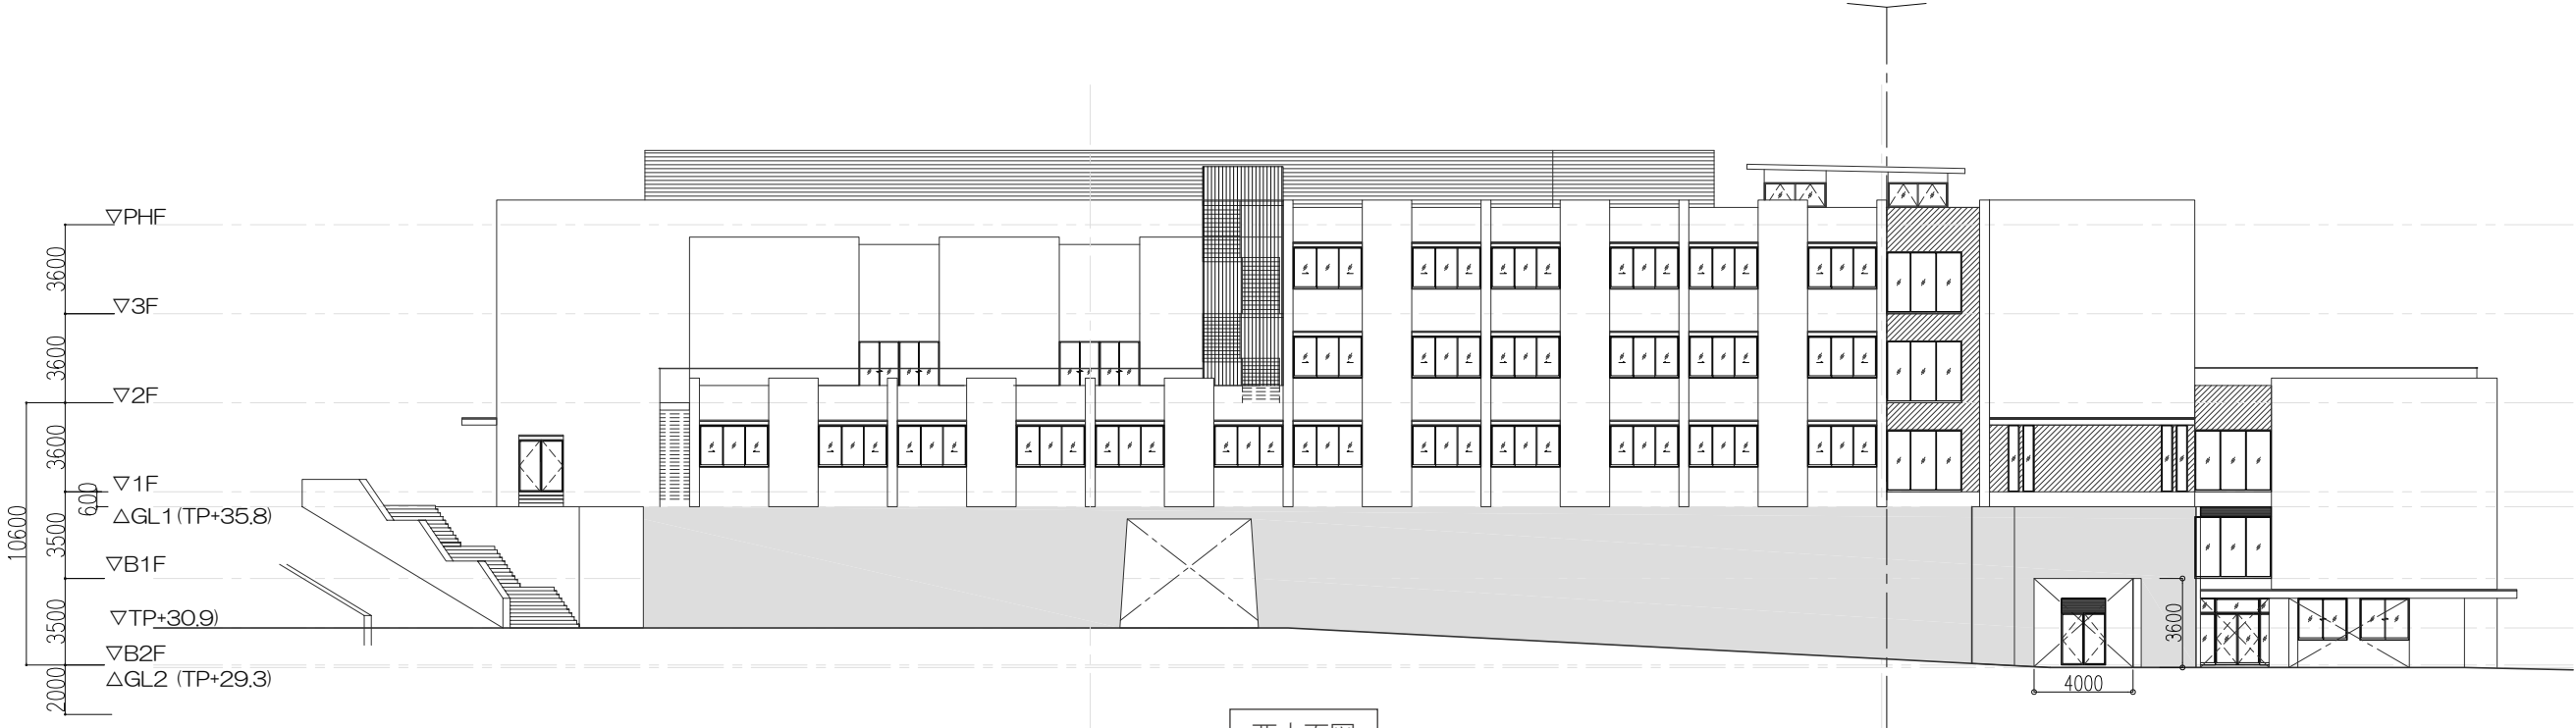 ▽PHF
3600
▽3F
3600
▽2F
3600
▽1F
600
△GL1 (TP+35.8)
10600
3500
▽B1F
3500
▽TP+30.9)
▽B2F
△GL2 (TP+29.3)
2000
3600
4000